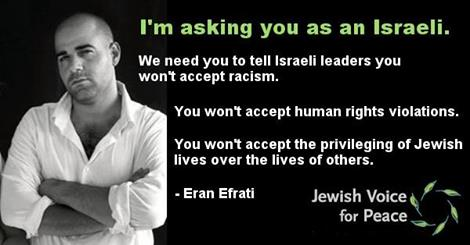 I'm asking you as an Israeli.
We need you to tell Israeli leaders you
won't accept racism.
You won't accept human rights violations.
You won't accept the privileging of Jewish
lives over the lives of others.
- Eran Efrati
Jewish Voice
for Peace